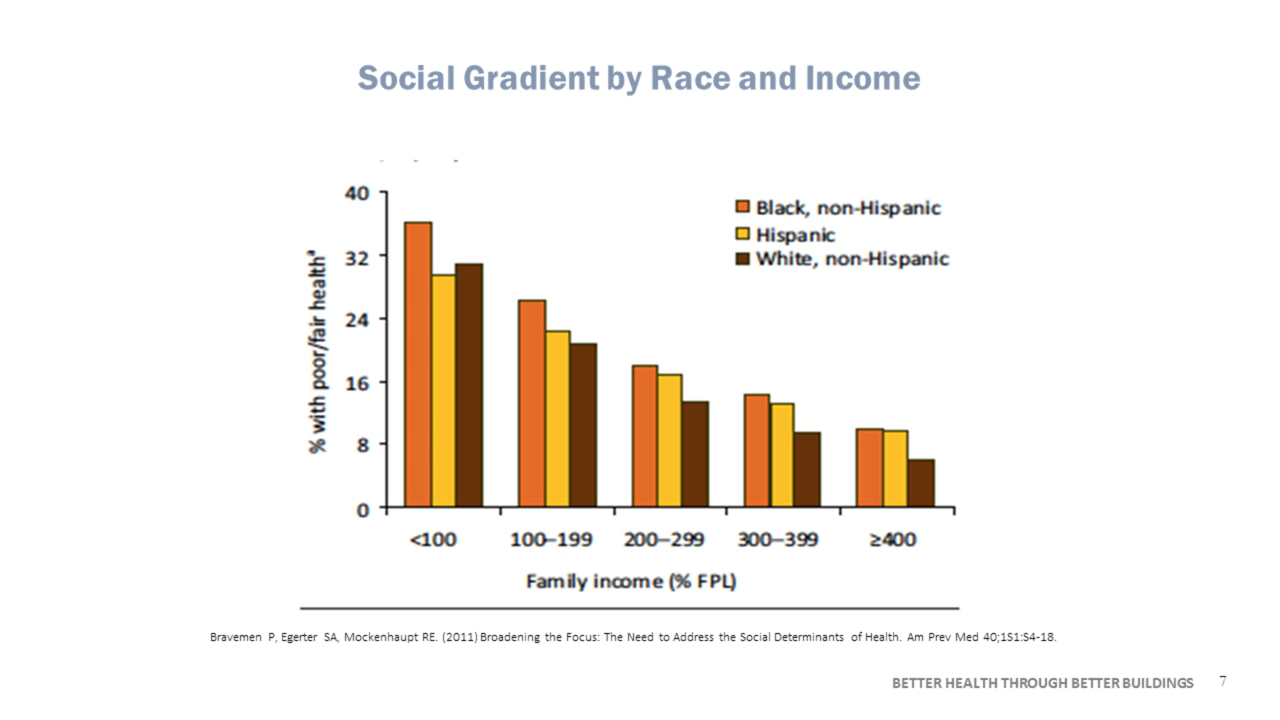 Social Gradient by Race and Income
40
32
24
16
8
0
% with poor/fair healthª
Black, non-Hispanic
Hispanic
White, non-Hispanic
<100
100–199
200–299
300–399
≥400
Family income (% FPL)
Bravemen P, Egerter SA, Mockenhaupt RE. (2011) Broadening the Focus: The Need to Address the Social Determinants of Health. Am Prev Med 40;1S1:S4-18.
BETTER HEALTH THROUGH BETTER BUILDINGS 7